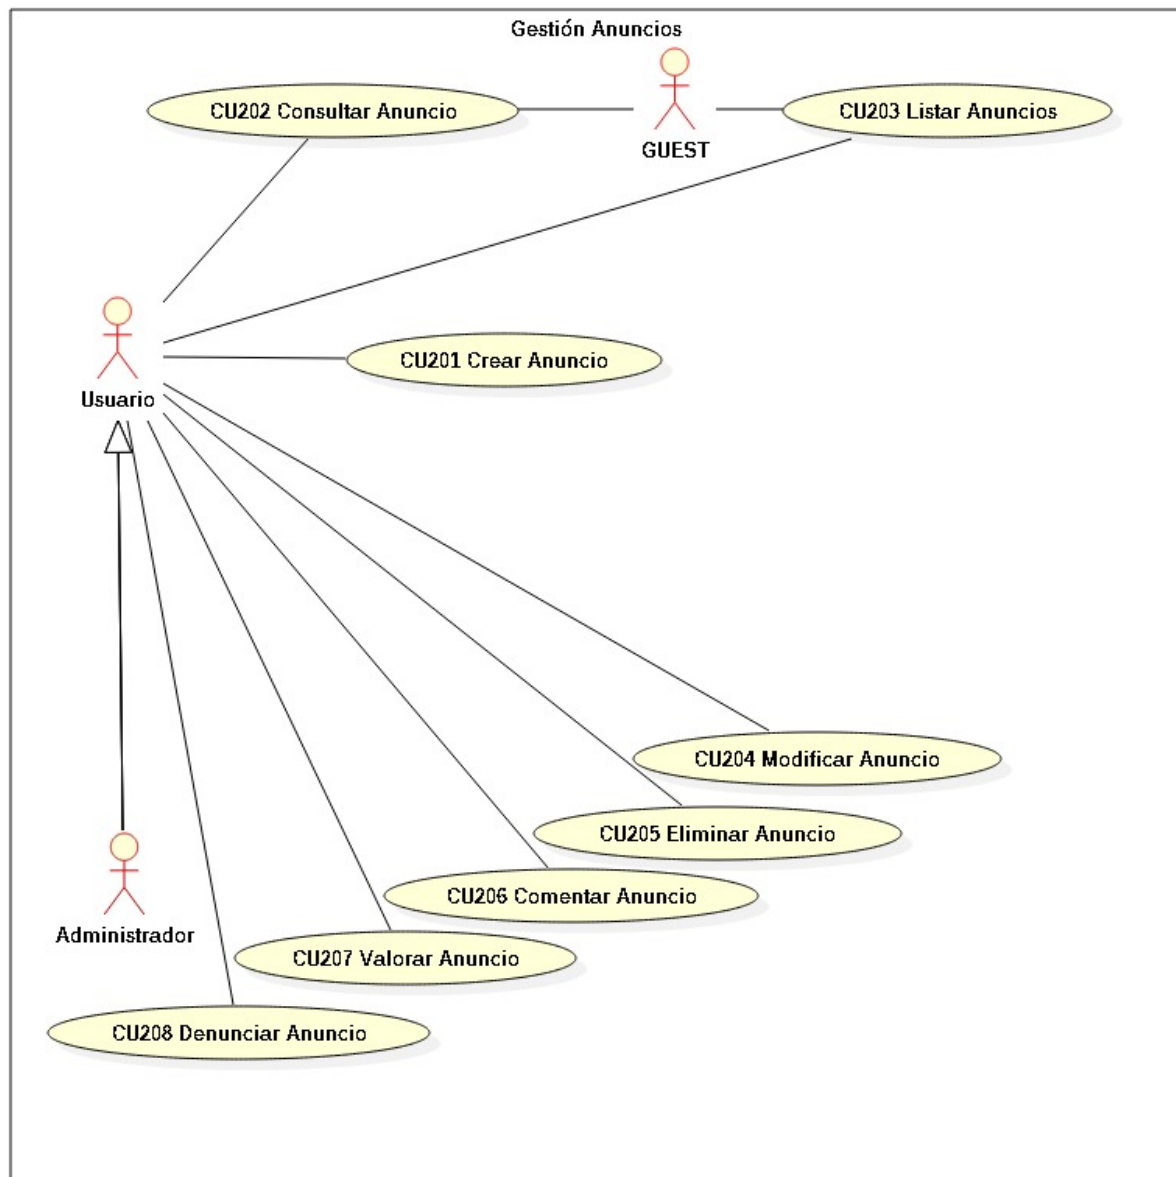 Gestión Anuncios
CU202 Consultar Anuncio
CU203 Listar Anuncios
GUEST
CU201 Crear Anuncio
Usuario
CU204 Modificar Anuncio
CU205 Eliminar Anuncio
CU206 Comentar Anuncio
Administrador
CU207 Valorar Anuncio
CU208 Denunciar Anuncio